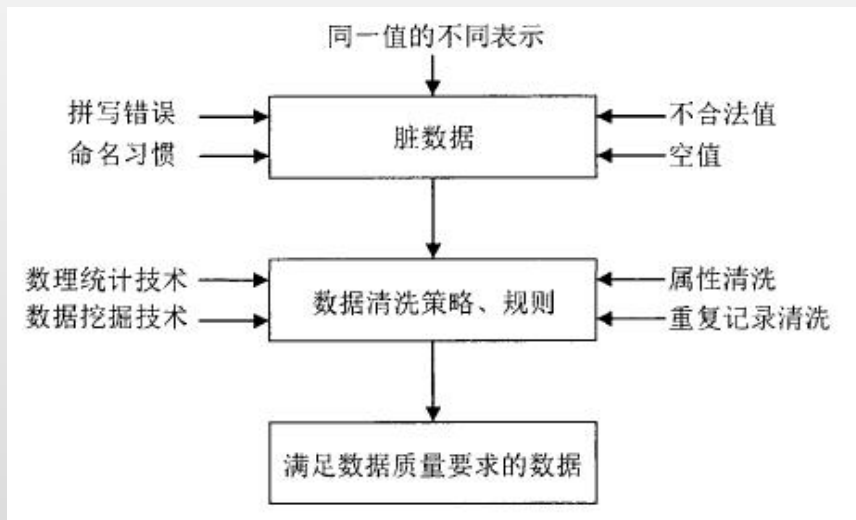 同一值的不同表示
拼写错误
不合法值
脏数据
命名习惯
空值
数理统计技术
属性清洗
数据清洗策略、规则
数据挖掘技术
重复记录清洗
满足数据质量要求的数据